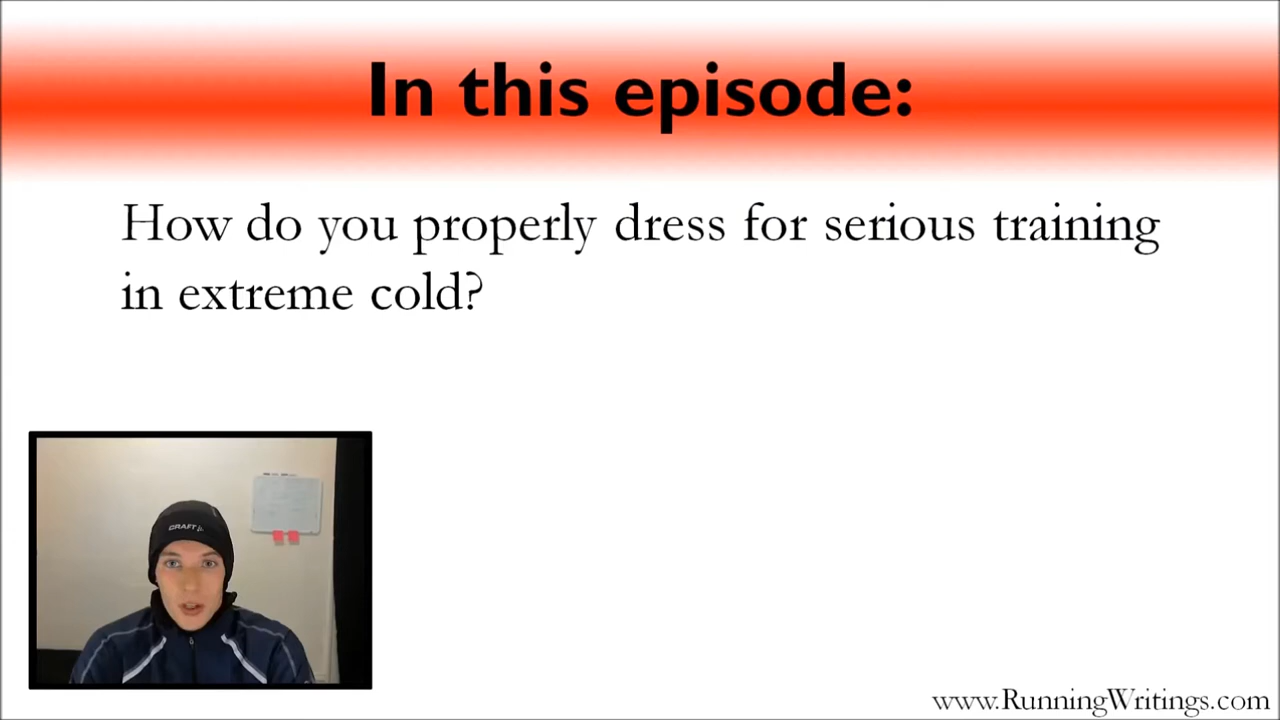 In this episode:
How do you properly dress for serious training
in extreme cold?
CRAFT
www.RunningWritings.com